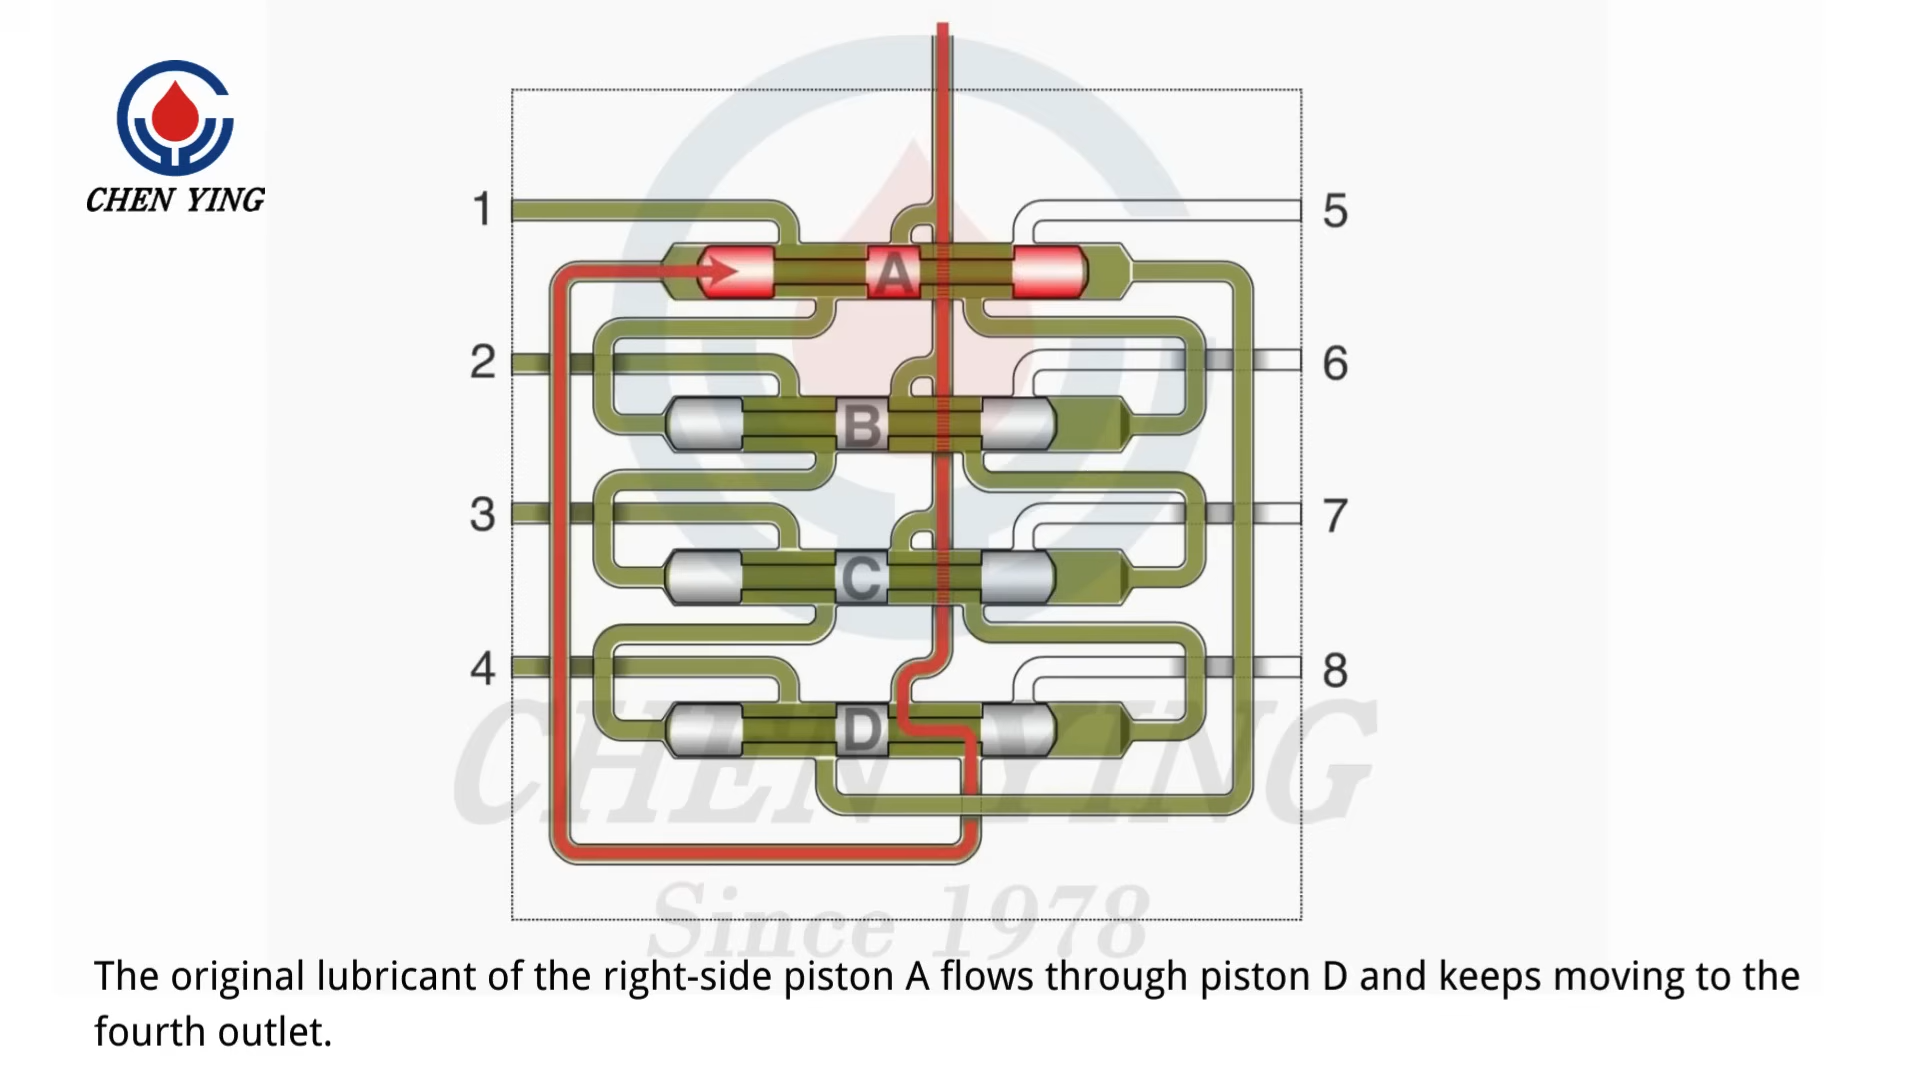 CHEN YING
1
5
A
2
6
B
3
7
C
4
8
D
CHEN YING
Since 1978
The original lubricant of the right-side piston A flows through piston D and keeps moving to the
fourth outlet.